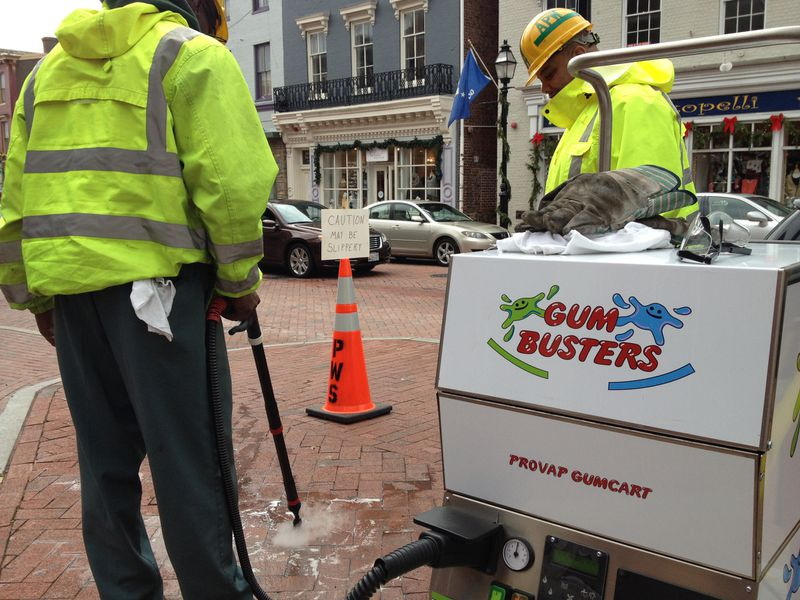 CAUTION
MAY BE
SLIPPERY
PWS
GUM
BUSTERS
PROVAP GUMCART
opelli